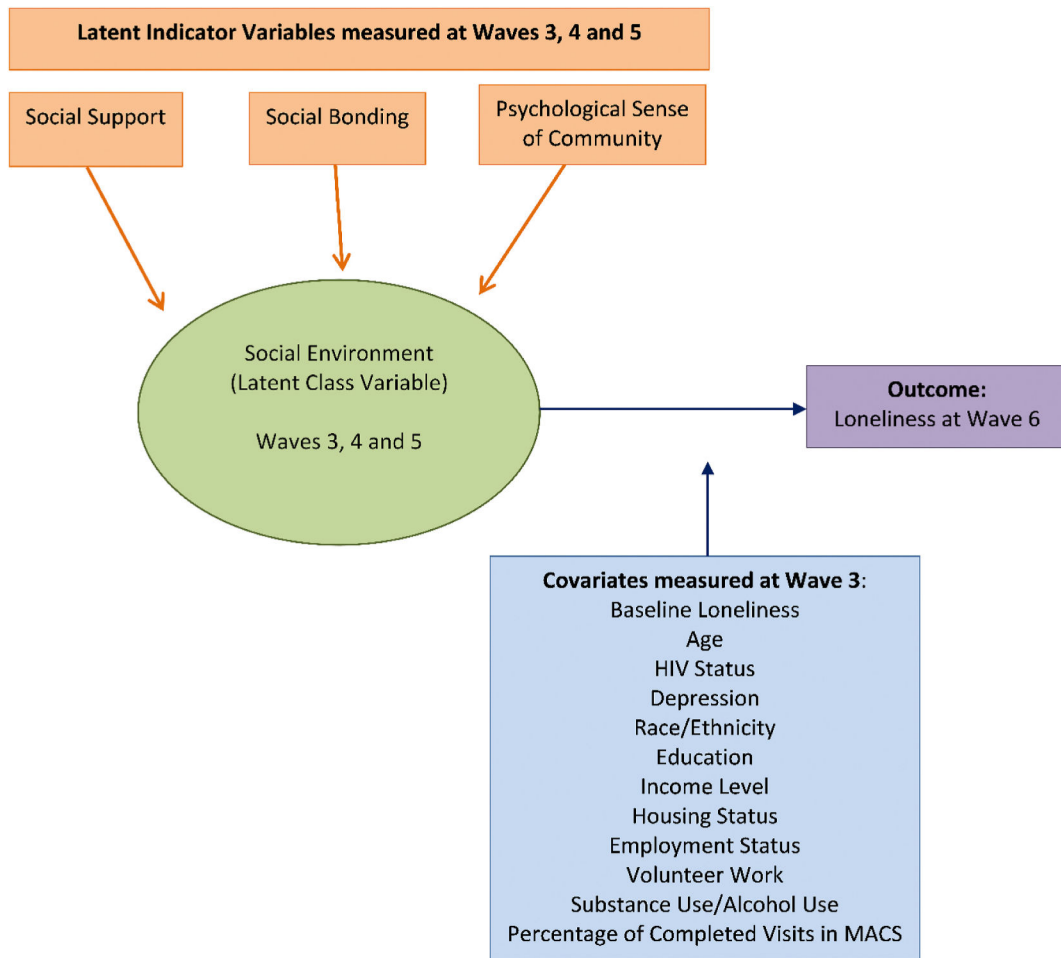 Latent Indicator Variables measured at Waves 3, 4 and 5
Social Support
Social Bonding
Psychological Sense
of Community
Social Environment
(Latent Class Variable)
Waves 3, 4 and 5
Outcome:
Loneliness at Wave 6
Covariates measured at Wave 3:
Baseline Loneliness
Age
HIV Status
Depression
Race/Ethnicity
Education
Income Level
Housing Status
Employment Status
Volunteer Work
Substance Use/Alcohol Use
Percentage of Completed Visits in MACS